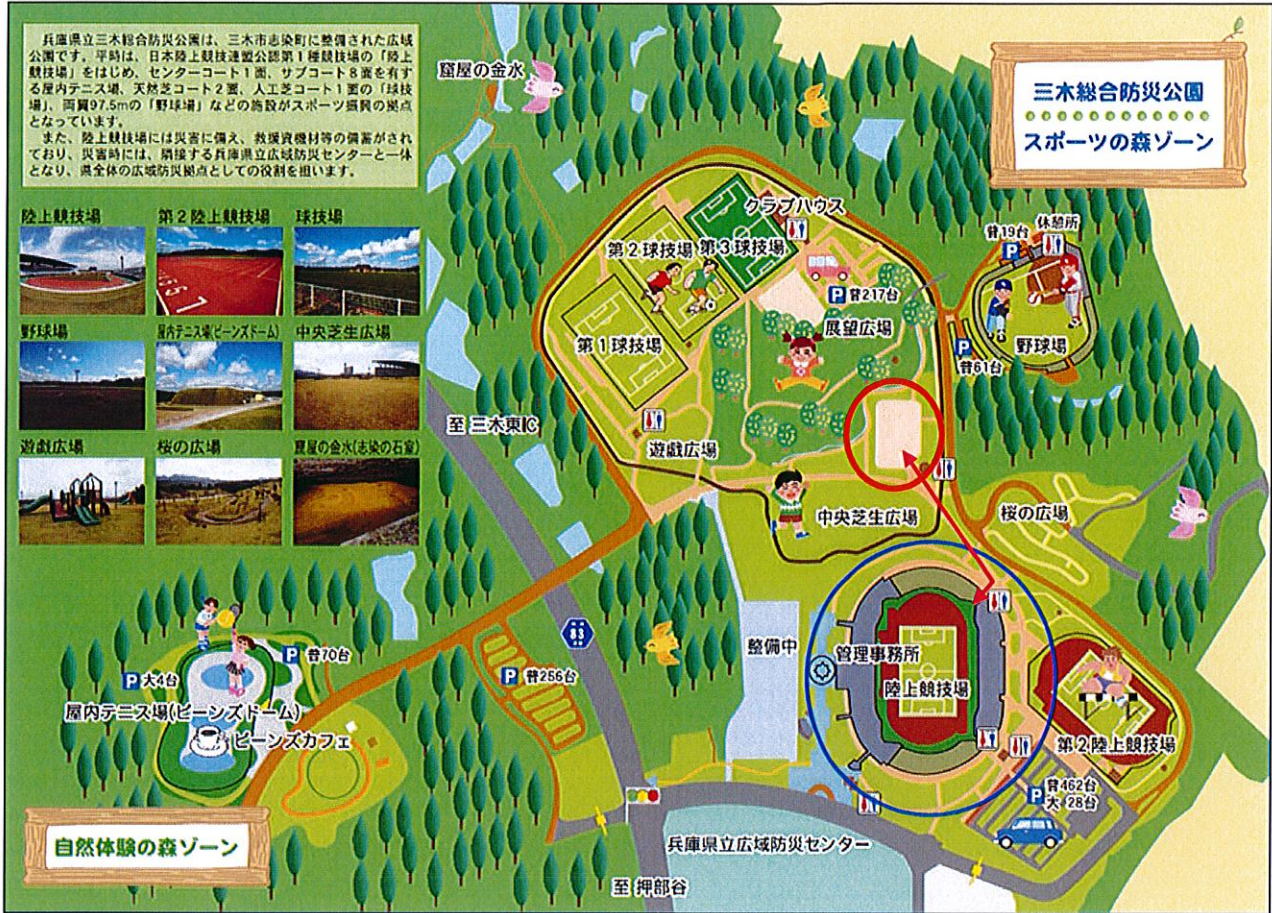 兵庫県立三木総合防災公園は、三木市志染町に整備された広域
公園です。平時は、日本陸上競技連盟公認第1種競技場の「陸上
競技場」をはじめ、センターコート1面、サブコート8面を有す
る屋内テニス場、天然芝コート2面、人工芝コート1面の「球技
場」、両翼97.5mの「野球場」などの施設がスポーツ振興の拠点
となっています。
また、陸上競技場には災害に備え、救援資機材等の備蓄がされ
ており、災害時には、隣接する兵庫県立広域防災センターと一体
となり、県全体の広域防災拠点としての役割を担います。
三木総合防災公園
スポーツの森ゾーン
窟屋の金水
陸上競技場
第2陸上競技場
球技場
野球場
屋内テニス場(ビーンズドーム)
中央芝生広場
遊戯広場
桜の広場
窟屋の金水(志染の石室)
クラブハウス
第2球技場
第3球技場
P 普217台
展望広場
第1球技場
普19台
P
休憩所
野球場
P
普61台
至 三木東IC
遊戯広場
中央芝生広場
桜の広場
83
整備中
管理事務所
陸上競技場
第2陸上競技場
P 普462台
大 28台
P 普256台
P 普70台
P 大4台
屋内テニス場(ビーンズドーム)
ビーンズカフェ
自然体験の森ゾーン
兵庫県立広域防災センター
至 押部谷